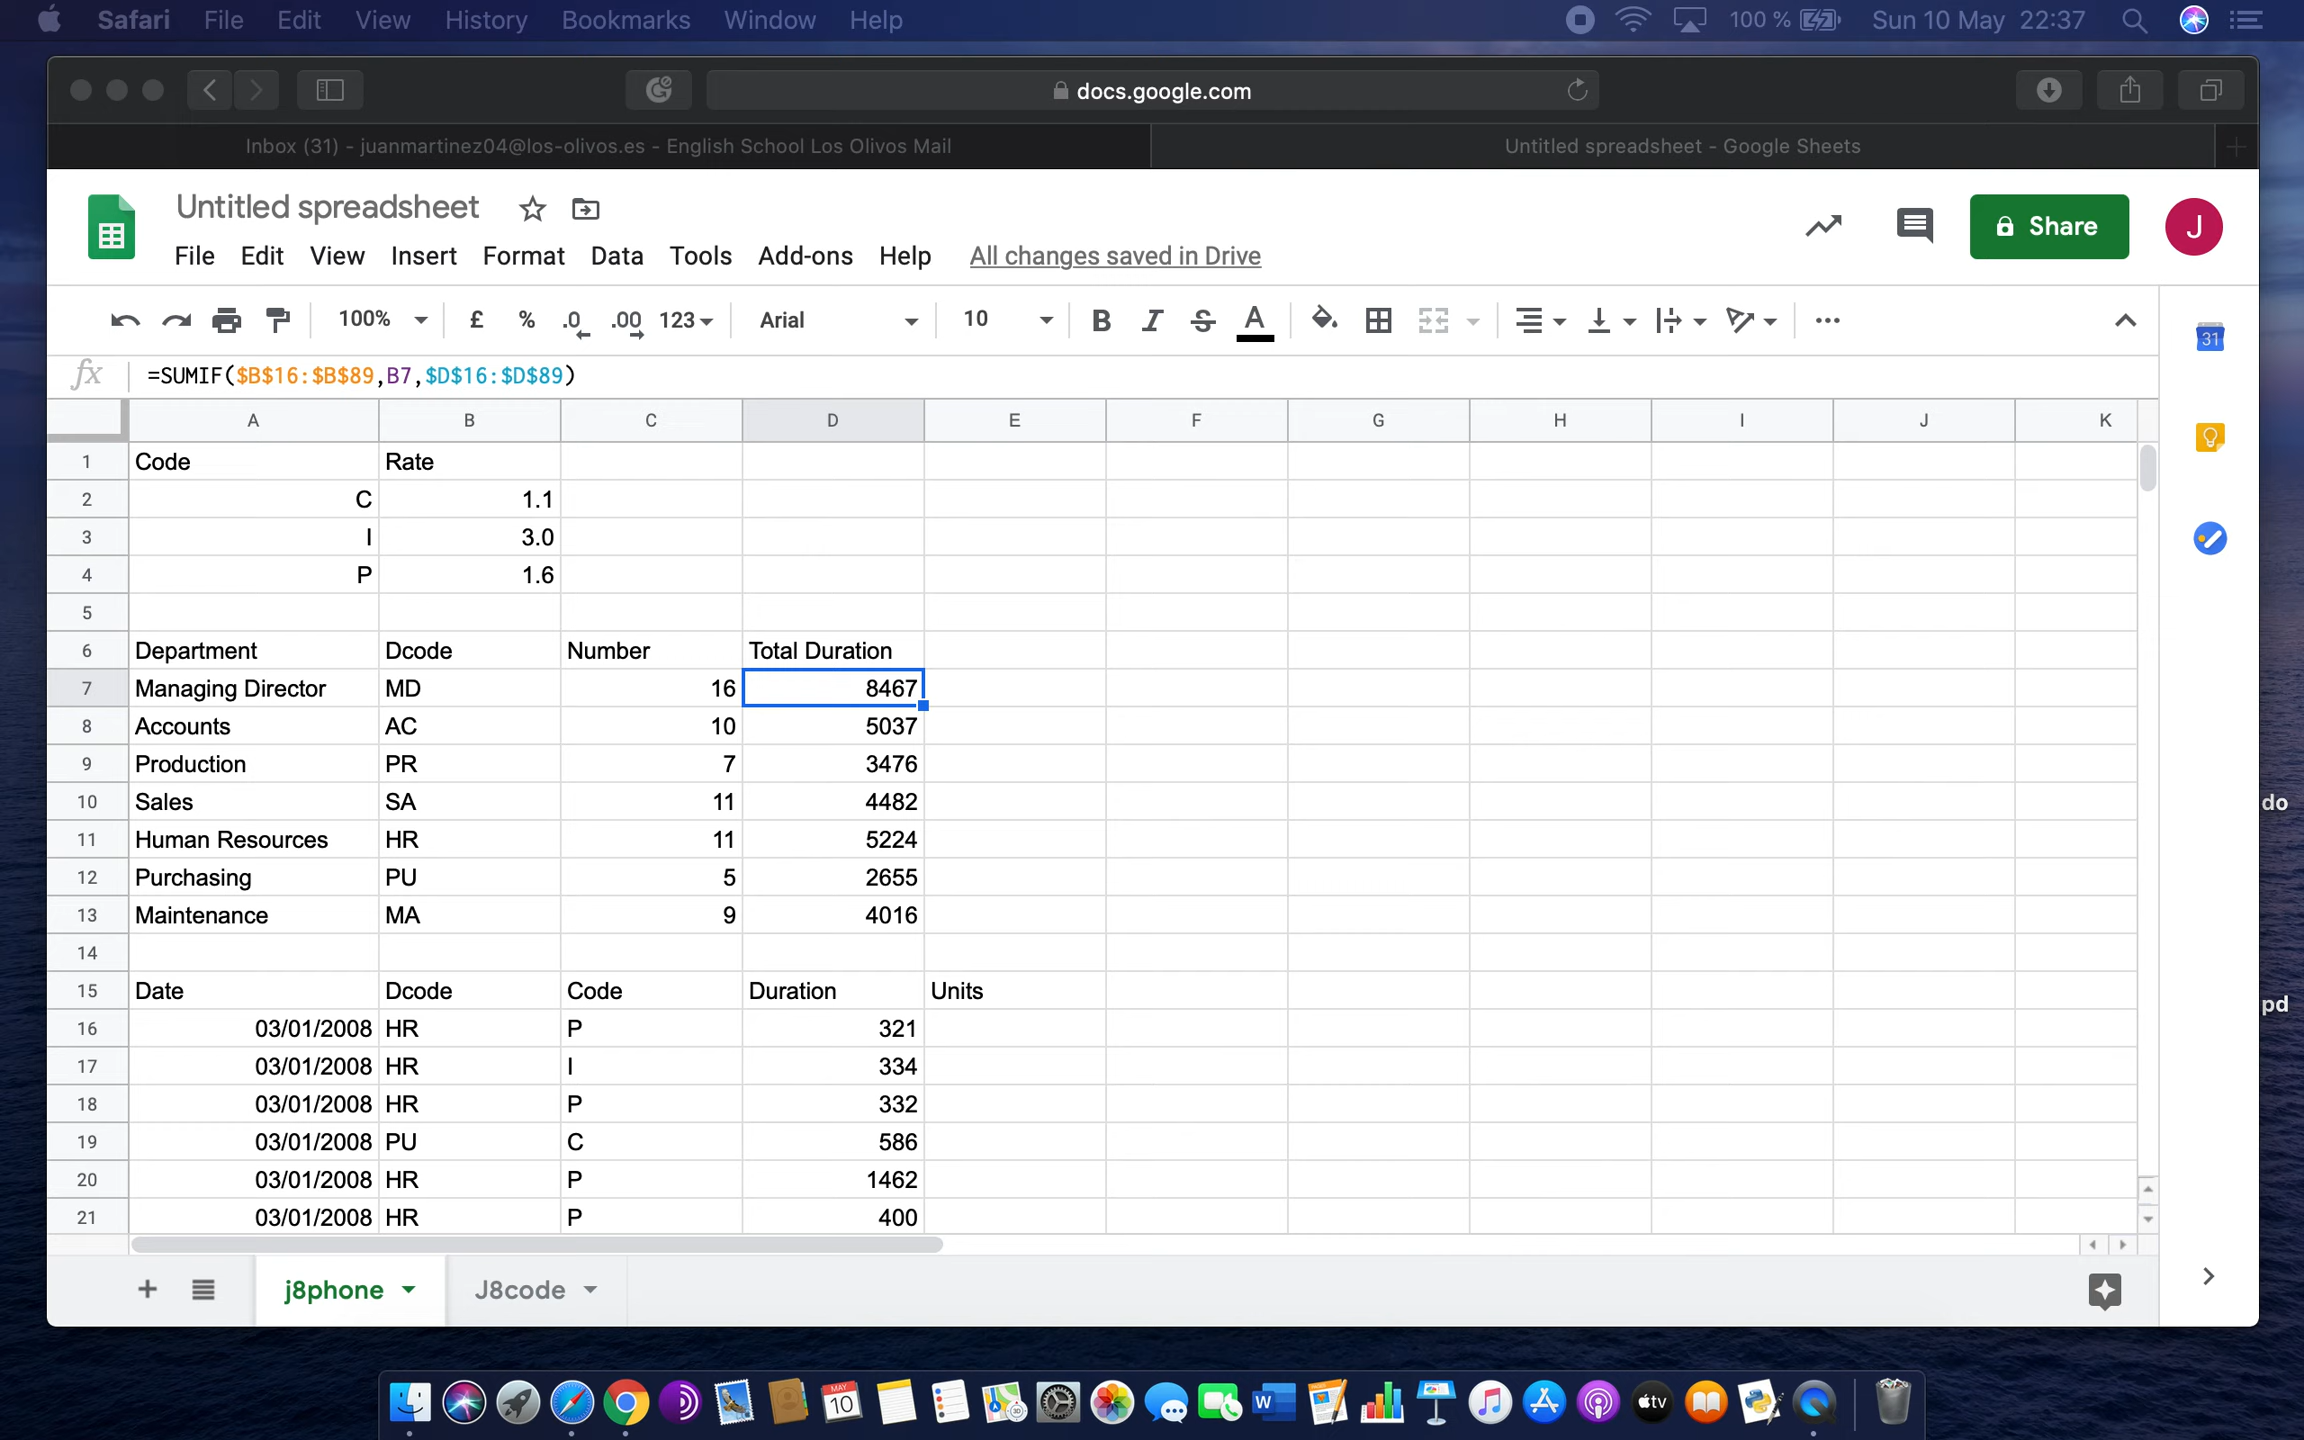 Safari File Edit View History Bookmarks Window Help 100 % Sun 10 May 22:37
docs.google.com
Inbox (31) - juanmartinez04@los-olivos.es - English School Los Olivos Mail Untitled spreadsheet - Google Sheets
Untitled spreadsheet
Share
J
File Edit View Insert Format Data Tools Add-ons Help All changes saved in Drive
100% £ % .0 .00 123 Arial 10 B I S A
31
fx =SUMIF($B$16:$B$89,B7,$D$16:$D$89)
A B C D E F G H I J K
1 Code Rate
2 C 1.1
3 I 3.0
4 P 1.6
5
6 Department Dcode Number Total Duration
7 Managing Director MD 16 8467
8 Accounts AC 10 5037
9 Production PR 7 3476
10 Sales SA 11 4482
do
11 Human Resources HR 11 5224
12 Purchasing PU 5 2655
13 Maintenance MA 9 4016
14
15 Date Dcode Code Duration Units
pd
16 03/01/2008 HR P 321
17 03/01/2008 HR I 334
18 03/01/2008 HR P 332
19 03/01/2008 PU C 586
20 03/01/2008 HR P 1462
21 03/01/2008 HR P 400
j8phone J8code
MAY
10
3D
W
tv